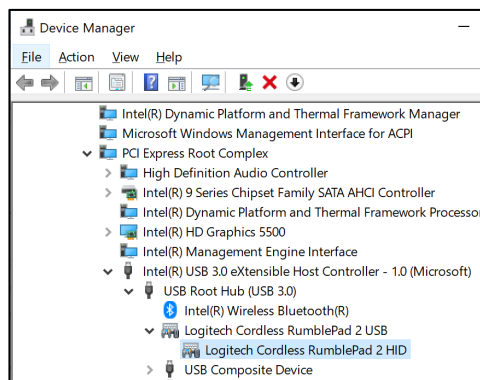 Device Manager
File Action View Help
Intel(R) Dynamic Platform and Thermal Framework Manager
Microsoft Windows Management Interface for ACPI
PCI Express Root Complex
High Definition Audio Controller
Intel(R) 9 Series Chipset Family SATA AHCI Controller
Intel(R) Dynamic Platform and Thermal Framework Processor
Intel(R) HD Graphics 5500
Intel(R) Management Engine Interface
Intel(R) USB 3.0 eXtensible Host Controller - 1.0 (Microsoft)
USB Root Hub (USB 3.0)
Intel(R) Wireless Bluetooth(R)
Logitech Cordless RumblePad 2 USB
Logitech Cordless RumblePad 2 HID
USB Composite Device